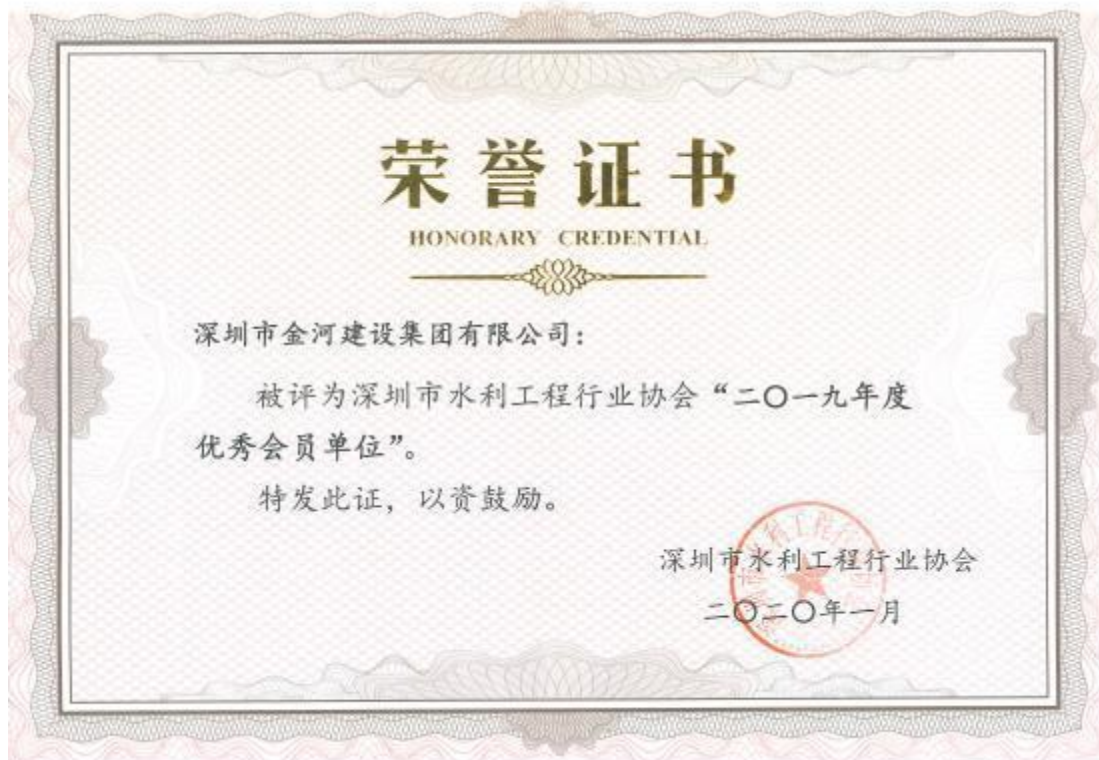 荣誉证书
HONORARY CREDENTIAL
深圳市金河建设集团有限公司：
被评为深圳市水利工程行业协会“二〇一九年度
优秀会员单位”。
特发此证，以资鼓励。
深圳市水利工程行业协会
二〇二〇年一月